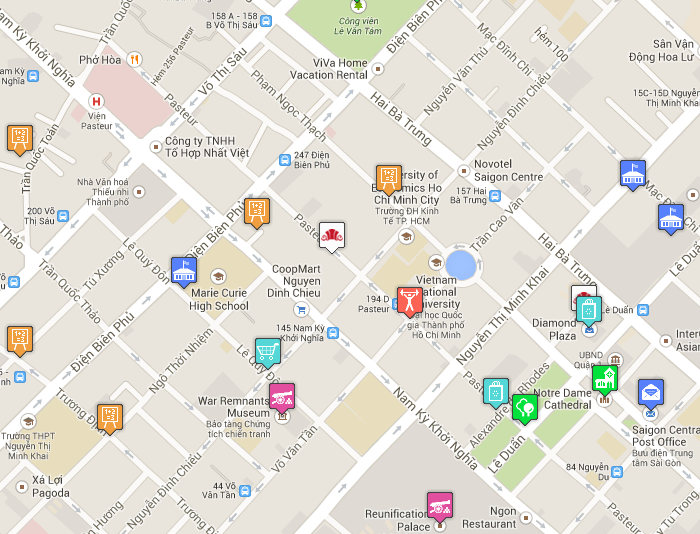 158 A - 158
B Võ Thị Sáu
Công viên
Lê Văn Tám
Điện Biên Phủ
Nam Kỳ Khởi Nghĩa
Trần Quốc
Phở Hòa
Hẻm 256 Pasteur
Võ Thị Sáu
ViVa Home
Vacation Rental
Mạc Đĩnh Chi
hẻm 100
Sân Vận
Động Hoa Lư
Nam Kỳ
Nghĩa
Viện
Pasteur
Pasteur
Phạm Ngọc Thạch
Hai Bà Trưng
Nguyễn Văn Thủ
Nguyễn Đình Chiểu
15C-15D Nguyễn
Thị Minh Khai
Trần Quốc Toản
Công ty TNHH
Tổ Hợp Nhất Việt
247 Điện
Biên Phủ
Novotel
Saigon Centre
157 Hai
Bà Trưng
Nhà Văn hoá
Thiếu nhi
Thành phố
200 Võ
Thị Sáu
University of
Economics Ho
Chi Minh City
Trường ĐH Kinh
Tế TP. HCM
Mạc Đĩnh
Thảo
Tú Xương
Lê Quý Đôn
Điện Biên Phủ
Pasteur
Trần Cao Vân
Hai Bà Trưng
Lê Duẩn
Trần Quốc Thảo
Marie Curie
High School
CoopMart
Nguyen
Dinh Chieu
194 D
Pasteur
Vietnam
National
University
Đại học Quốc
gia Thành phố
Hồ Chí Minh
Nguyễn Thị Minh Khai
Diamond
Plaza
Lê Duẩn
Điện Biên Phủ
Ngô Thời Nhiệm
145 Nam Kỳ
Khởi Nghĩa
Lê Quý Đôn
UBND
Quận
Inter
Asian
Trương Định
War Remnants
Museum
Bảo tàng Chứng
tích chiến tranh
Nam Kỳ Khởi Nghĩa
Pasteur
Alexandre de Rhodes
Notre Dame
Cathedral
Saigon Central
Post Office
Bưu điện Trung
tâm Sài Gòn
Trường THPT
Nguyễn Thị
Minh Khai
Võ Văn Tần
Lê Duẩn
84 Nguyễn
Du
Xá Lợi
Pagoda
Nguyễn Đình Chiểu
44 Võ
Văn Tần
Trương Định
Reunification
Palace
Ngon
Restaurant
Pasteur